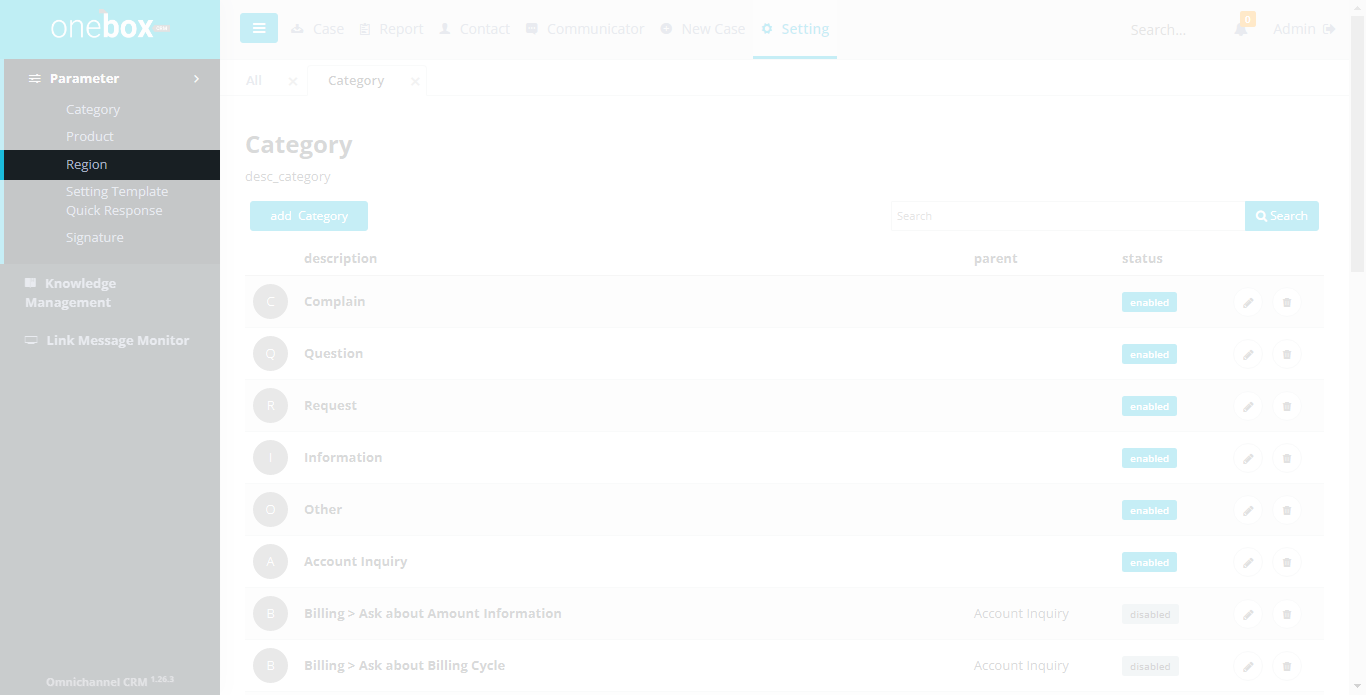 onebox CRM
Case Report Contact Communicator New Case Setting Search... 0 Admin
Parameter
Category
Product
Region
Setting Template
Quick Response
Signature
Knowledge
Management
Link Message Monitor
Omnichannel CRM 1.26.3
All × Category ×
Category
desc_category
add Category Search Search
description parent status
C Complain enabled
Q Question enabled
R Request enabled
I Information enabled
O Other enabled
A Account Inquiry enabled
B Billing > Ask about Amount Information Account Inquiry disabled
B Billing > Ask about Billing Cycle Account Inquiry disabled